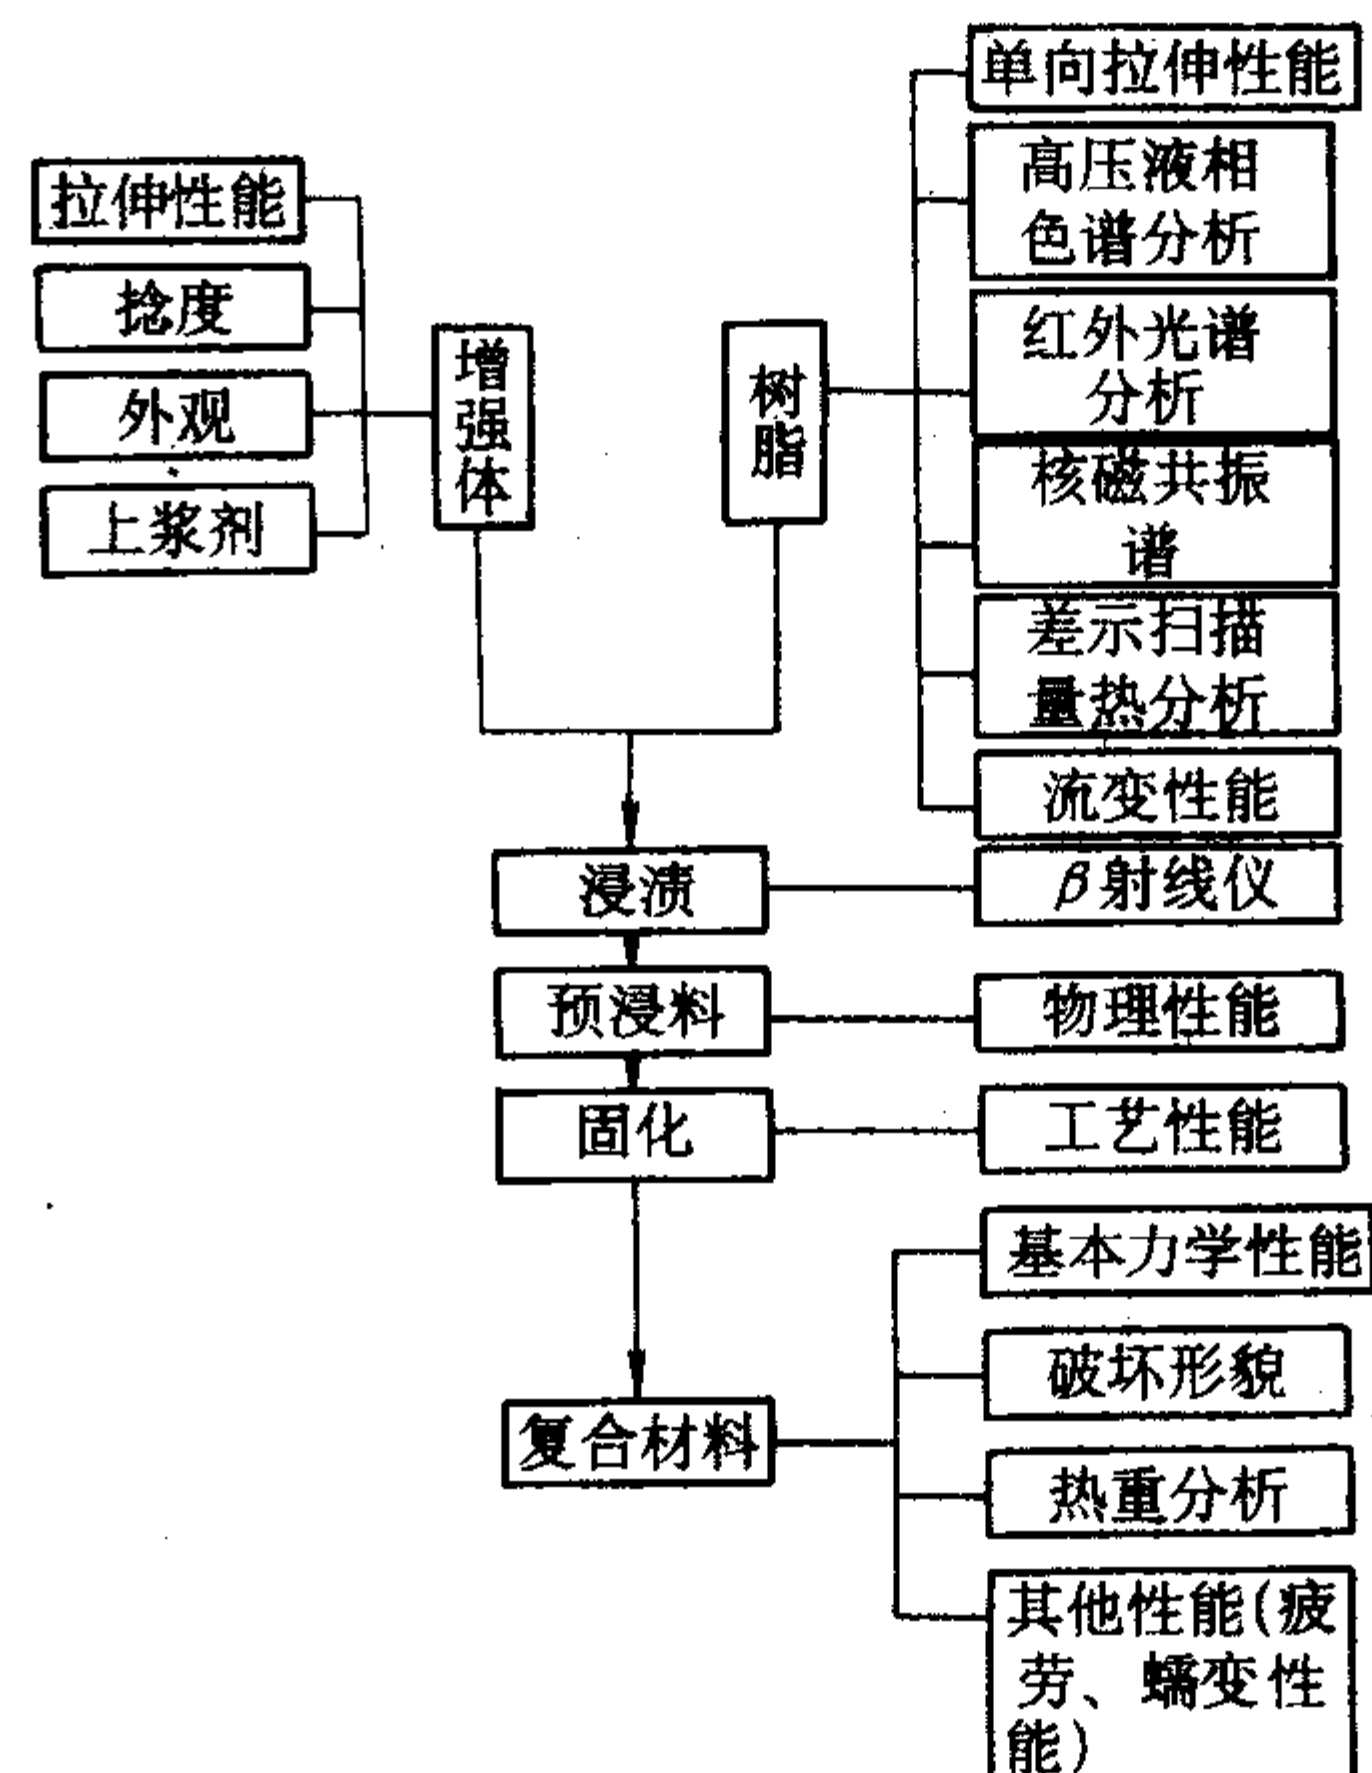 单向拉伸性能
高压液相
色谱分析
红外光谱
分析
核磁共振
谱
差示扫描
量热分析
流变性能
拉伸性能
捻度
外观
上浆剂
增
强
体
树
脂
浸渍
β射线仪
预浸料
物理性能
固化
工艺性能
复合材料
基本力学性能
破坏形貌
热重分析
其他性能(疲
劳、蠕变性
能)